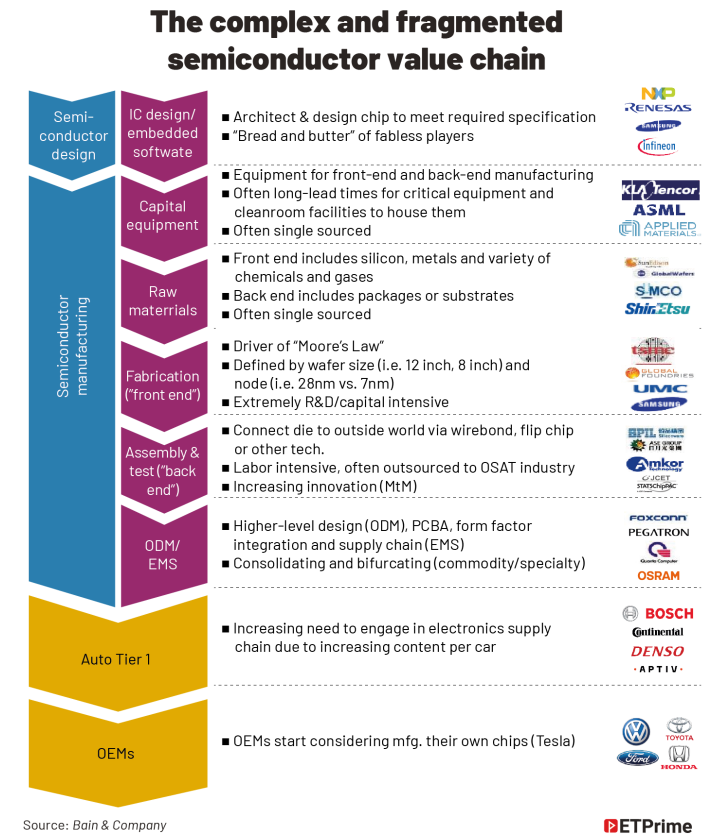 The complex and fragmented
semiconductor value chain
Semi-
conductor
design
IC design/
embedded
softwate
■ Architect & design chip to meet required specification
■ “Bread and butter” of fabless players
NXP
RENESAS
SAMSUNG
infineon
Semiconductor
manufacturing
Capital
equipment
■ Equipment for front-end and back-end manufacturing
■ Often long-lead times for critical equipment and
cleanroom facilities to house them
■ Often single sourced
KLA Tencor
ASML
APPLIED
MATERIALS
Raw
materrials
■ Front end includes silicon, metals and variety of
chemicals and gases
■ Back end includes packages or substrates
■ Often single sourced
SunEdison
GlobalWafers
SUMCO
ShinEtsu
Fabrication
(“front end”)
■ Driver of “Moore’s Law”
■ Defined by wafer size (i.e. 12 inch, 8 inch) and
node (i.e. 28nm vs. 7nm)
■ Extremely R&D/capital intensive
tsmc
GLOBAL
FOUNDRIES
UMC
SAMSUNG
Assembly &
test (“back
end”)
■ Connect die to outside world via wirebond, flip chip
or other tech.
■ Labor intensive, often outsourced to OSAT industry
■ Increasing innovation (MtM)
SPIL
ASE GROUP
Amkor
Technology
JCET
STATSChipPAC
ODM/
EMS
■ Higher-level design (ODM), PCBA, form factor
integration and supply chain (EMS)
■ Consolidating and bifurcating (commodity/specialty)
FOXCONN
PEGATRON
Quanta Computer
OSRAM
Auto Tier 1
■ Increasing need to engage in electronics supply
chain due to increasing content per car
BOSCH
Continental
DENSO
• APTIV •
OEMs
■ OEMs start considering mfg. their own chips (Tesla)
TOYOTA
Ford
HONDA
Source: Bain & Company
ETPrime